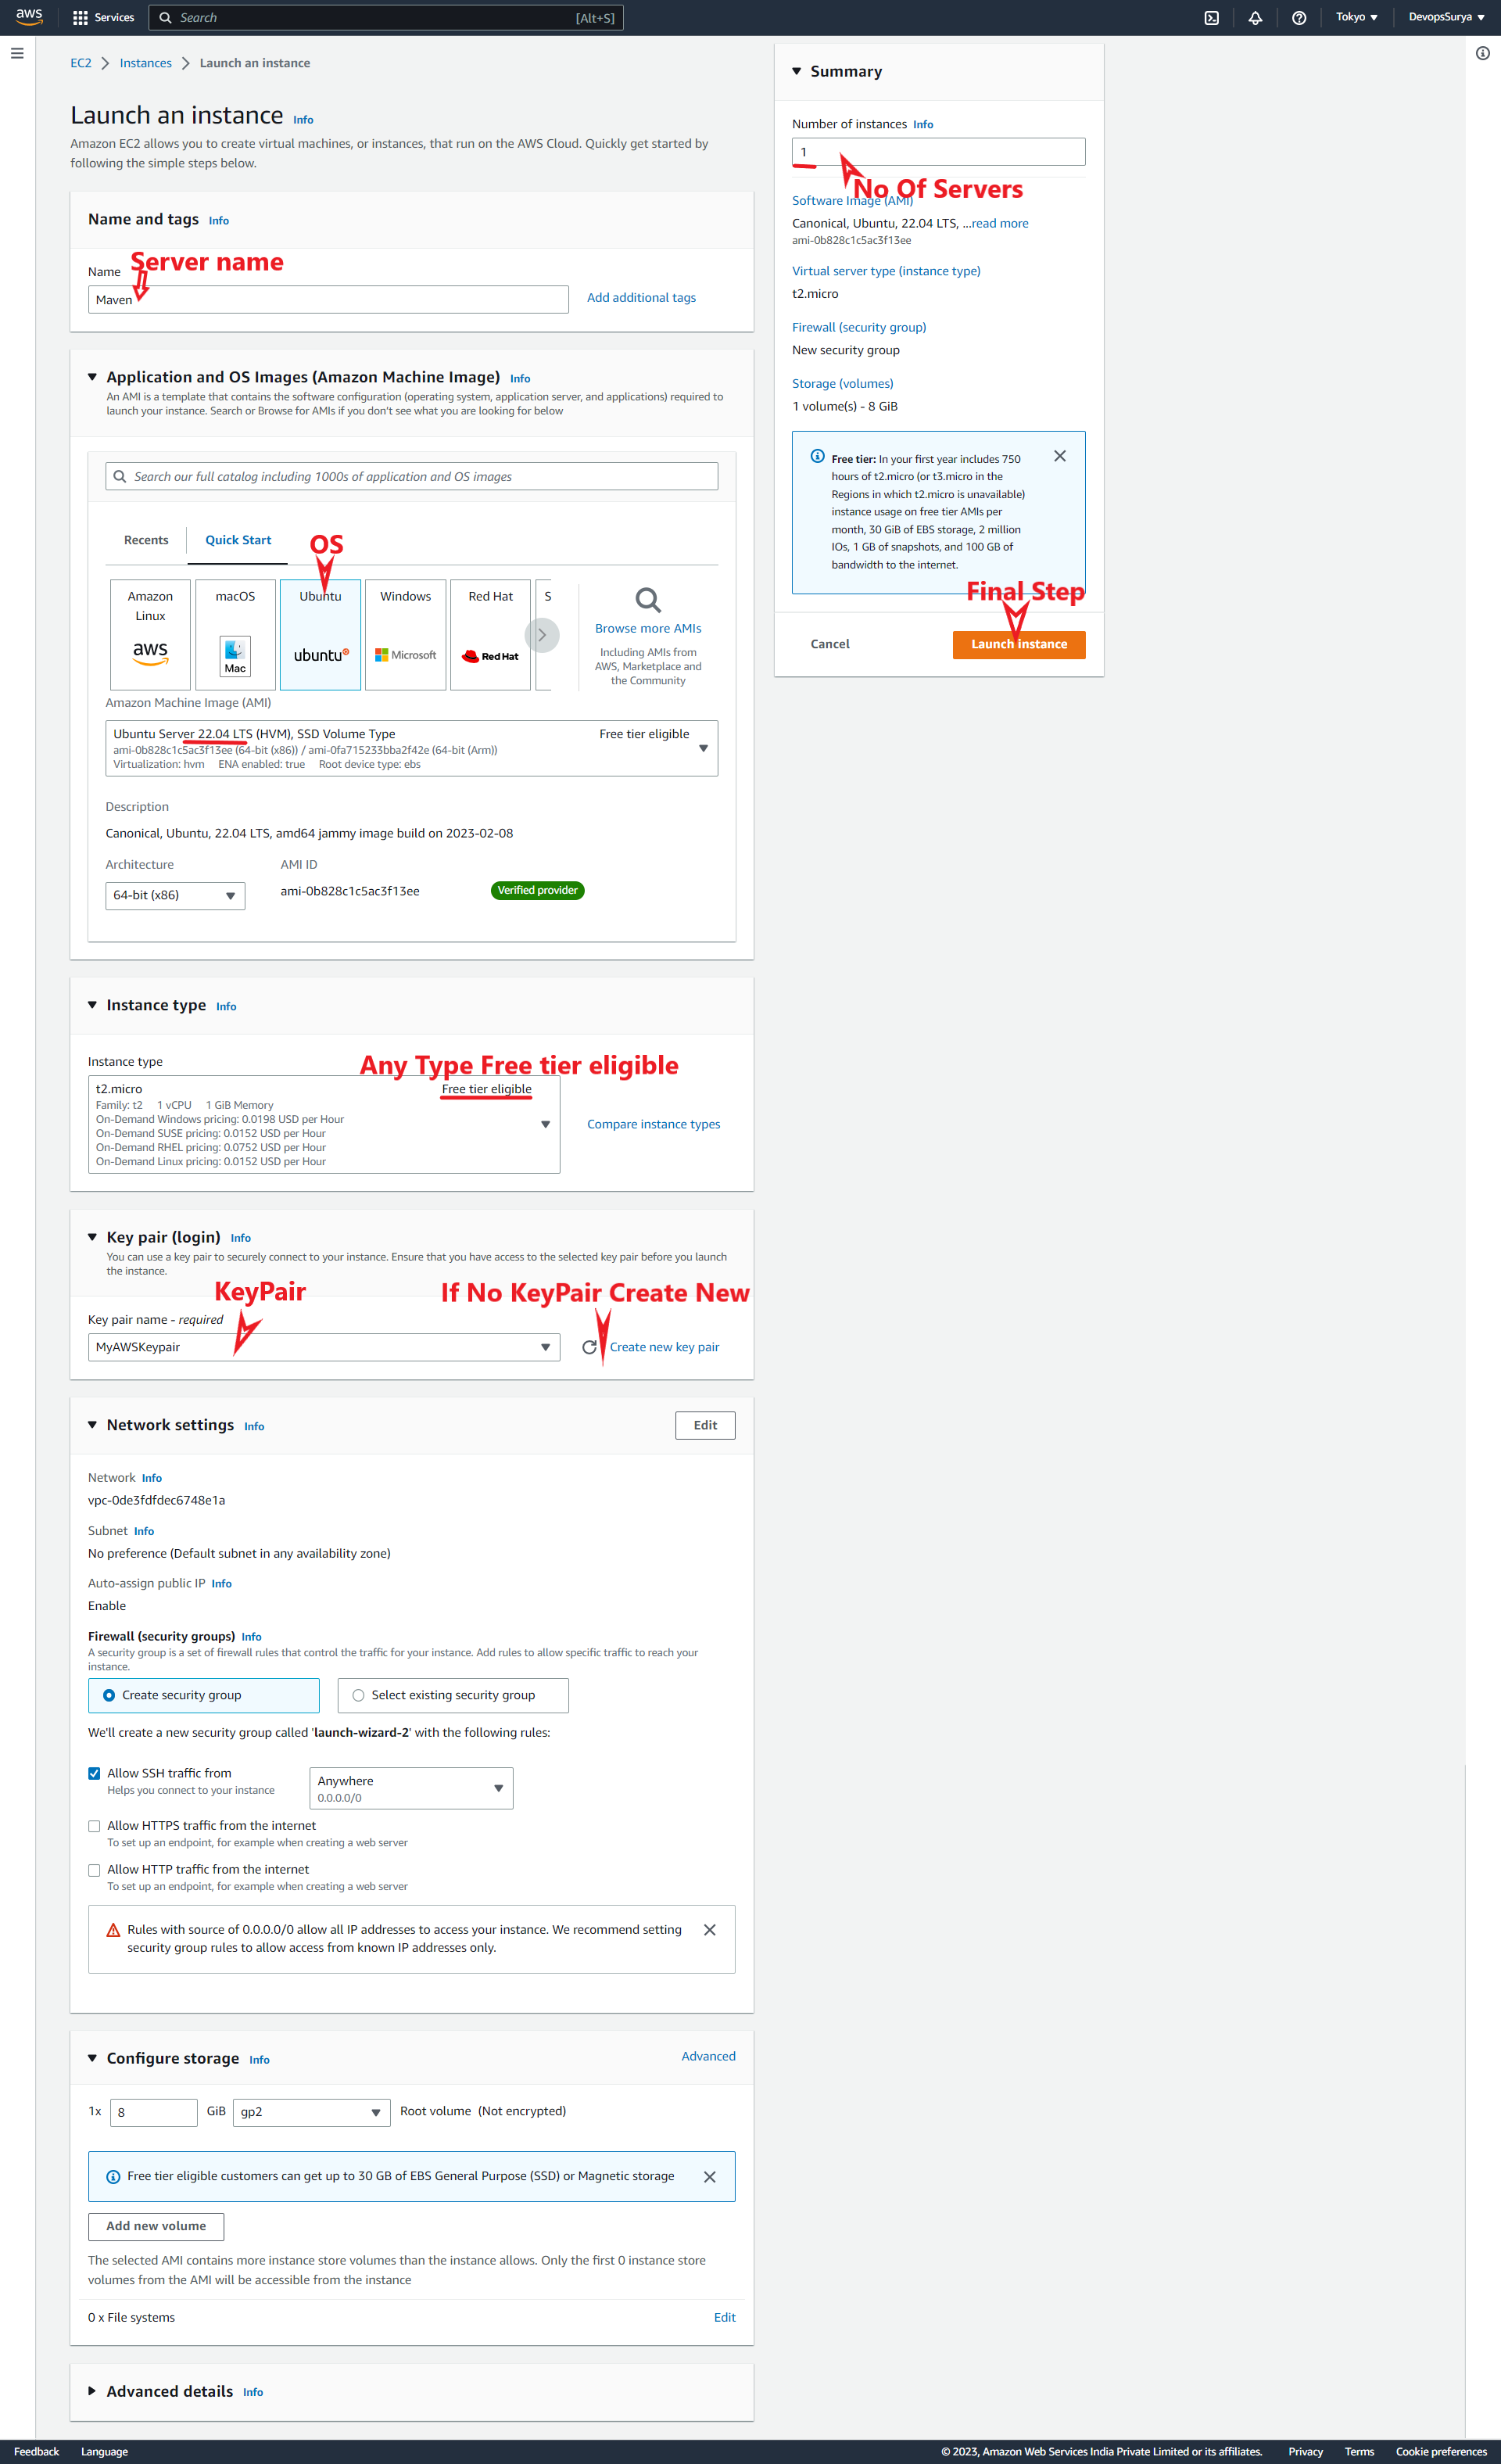 aws
Services
Search
[Alt+S]
Tokyo
DevopsSurya
EC2
Instances
Launch an instance
Launch an instance Info
Amazon EC2 allows you to create virtual machines, or instances, that run on the AWS Cloud. Quickly get started by
following the simple steps below.
Name and tags Info
Server name
Name
Maven
Add additional tags
Application and OS Images (Amazon Machine Image) Info
An AMI is a template that contains the software configuration (operating system, application server, and applications) required to
launch your instance. Search or Browse for AMIs if you don't see what you are looking for below
Search our full catalog including 1000s of application and OS images
Recents
Quick Start
OS
Amazon
Linux
aws
macOS
Mac
Ubuntu
ubuntu
Windows
Microsoft
Red Hat
Red Hat
S
Browse more AMIs
Including AMIs from
AWS, Marketplace and
the Community
Amazon Machine Image (AMI)
Ubuntu Server 22.04 LTS (HVM), SSD Volume Type
Free tier eligible
ami-0b828c1c5ac3f13ee (64-bit (x86)) / ami-0fa715233bba2f42e (64-bit (Arm))
Virtualization: hvm ENA enabled: true Root device type: ebs
Description
Canonical, Ubuntu, 22.04 LTS, amd64 jammy image build on 2023-02-08
Architecture
AMI ID
64-bit (x86)
ami-0b828c1c5ac3f13ee
Verified provider
Instance type Info
Instance type
Any Type Free tier eligible
t2.micro
Free tier eligible
Family: t2 1 vCPU 1 GiB Memory
On-Demand Windows pricing: 0.0198 USD per Hour
On-Demand SUSE pricing: 0.0152 USD per Hour
On-Demand RHEL pricing: 0.0752 USD per Hour
On-Demand Linux pricing: 0.0152 USD per Hour
Compare instance types
Key pair (login) Info
You can use a key pair to securely connect to your instance. Ensure that you have access to the selected key pair before you launch
the instance.
KeyPair
If No KeyPair Create New
Key pair name - required
MyAWSKeypair
Create new key pair
Network settings Info
Edit
Network Info
vpc-0de3fdfdec6748e1a
Subnet Info
No preference (Default subnet in any availability zone)
Auto-assign public IP Info
Enable
Firewall (security groups) Info
A security group is a set of firewall rules that control the traffic for your instance. Add rules to allow specific traffic to reach your
instance.
Create security group
Select existing security group
We'll create a new security group called 'launch-wizard-2' with the following rules:
Allow SSH traffic from
Helps you connect to your instance
Anywhere
0.0.0.0/0
Allow HTTPS traffic from the internet
To set up an endpoint, for example when creating a web server
Allow HTTP traffic from the internet
To set up an endpoint, for example when creating a web server
Rules with source of 0.0.0.0/0 allow all IP addresses to access your instance. We recommend setting
security group rules to allow access from known IP addresses only.
Configure storage Info
Advanced
1x
8
GiB
gp2
Root volume (Not encrypted)
Free tier eligible customers can get up to 30 GB of EBS General Purpose (SSD) or Magnetic storage
Add new volume
The selected AMI contains more instance store volumes than the instance allows. Only the first 0 instance store
volumes from the AMI will be accessible from the instance
0 x File systems
Edit
Advanced details Info
Summary
Number of instances Info
1
No Of Servers
Software Image (AMI)
Canonical, Ubuntu, 22.04 LTS, ...read more
ami-0b828c1c5ac3f13ee
Virtual server type (instance type)
t2.micro
Firewall (security group)
New security group
Storage (volumes)
1 volume(s) - 8 GiB
Free tier: In your first year includes 750
hours of t2.micro (or t3.micro in the
Regions in which t2.micro is unavailable)
instance usage on free tier AMIs per
month, 30 GiB of EBS storage, 2 million
IOs, 1 GB of snapshots, and 100 GB of
bandwidth to the internet.
Final Step
Cancel
Launch instance
Feedback
Language
© 2023, Amazon Web Services India Private Limited or its affiliates.
Privacy
Terms
Cookie preferences